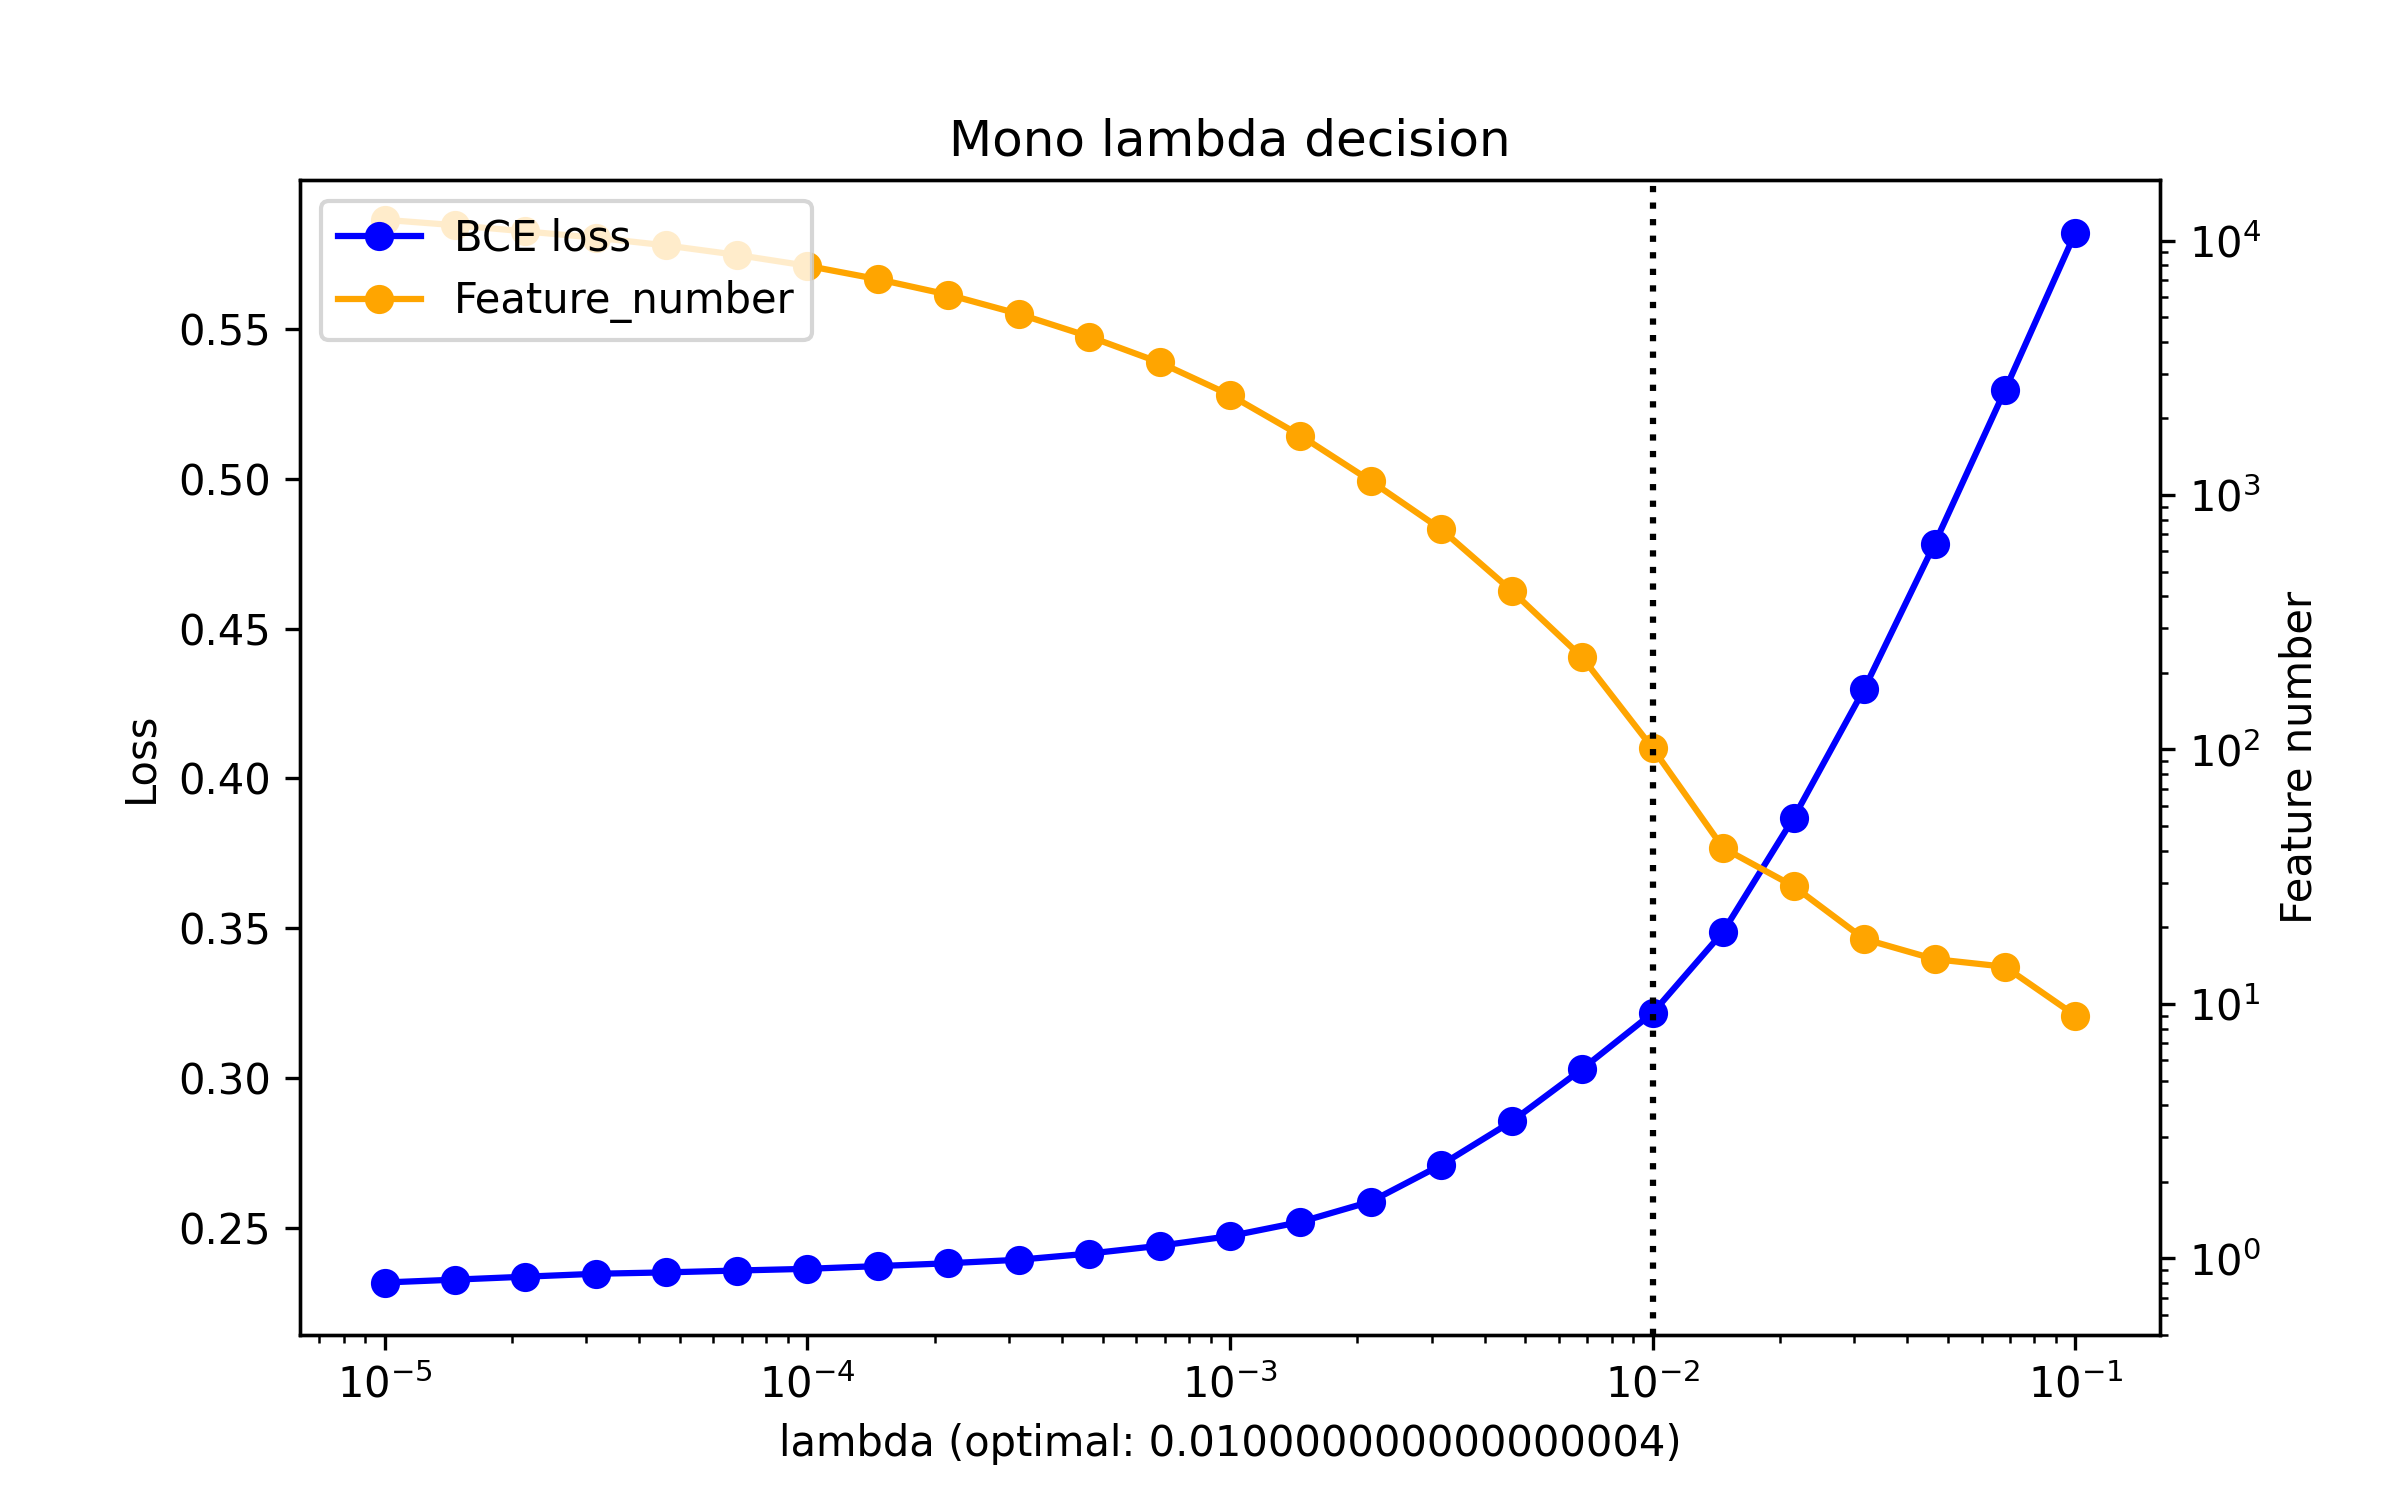 Mono lambda decision
BCE loss
Feature_number
Loss
0.55
0.50
0.45
0.40
0.35
0.30
0.25
10⁴
10³
10²
10¹
10⁰
Feature number
10⁻⁵ 10⁻⁴ 10⁻³ 10⁻² 10⁻¹
lambda (optimal: 0.010000000000000004)